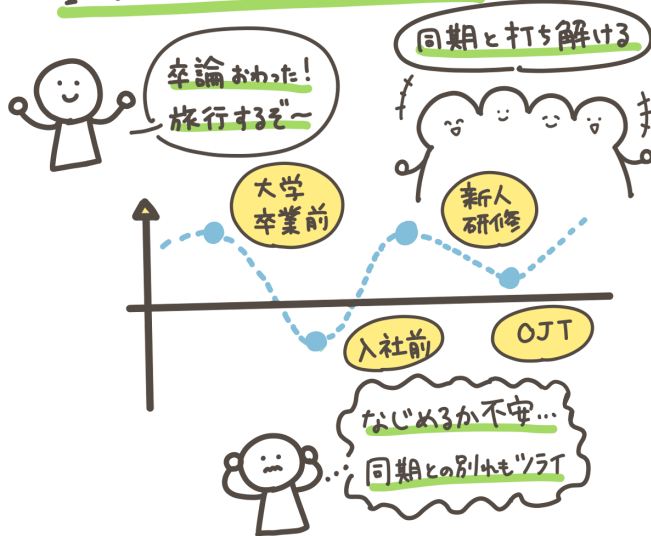 卒論おわった!
旅行するぞ〜
同期と打ち解ける
大学
卒業前
新人
研修
入社前
OJT
なじめるか不安…
同期との別れもツライ